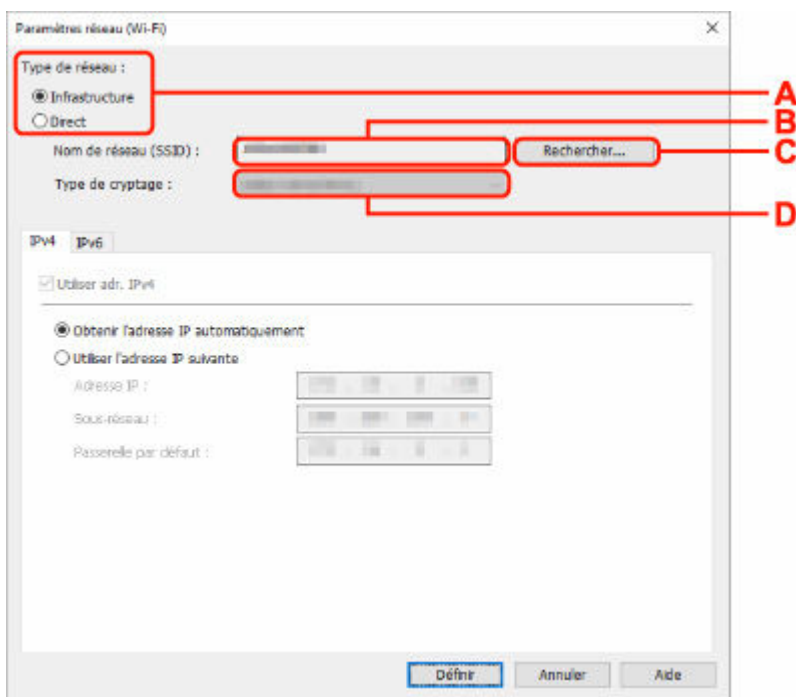 Paramètres réseau (Wi-Fi)
Type de réseau :
Infrastructure
A
Direct
B
Nom de réseau (SSID) :
Rechercher...
C
Type de cryptage :
D
IPv4 IPv6
Utiliser adr. IPv4
Obtenir l'adresse IP automatiquement
Utiliser l'adresse IP suivante
Adresse IP :
Sous-réseau :
Passerelle par défaut :
Définir Annuler Aide